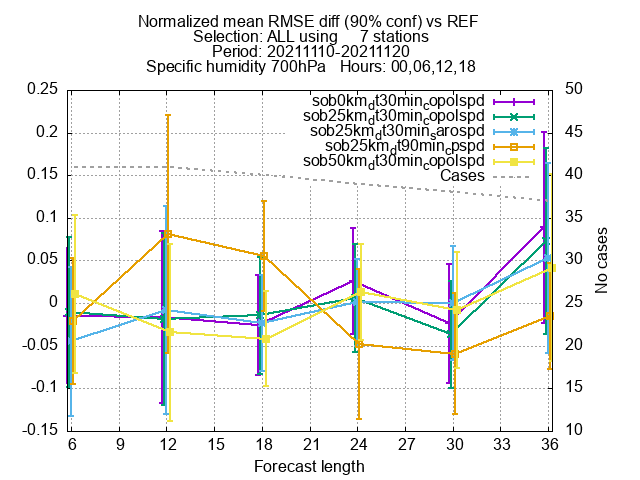 Normalized mean RMSE diff (90% conf) vs REF
Selection: ALL using 7 stations
Period: 20211110-20211120
Specific humidity 700hPa Hours: 00,06,12,18
0.25
0.2
0.15
0.1
0.05
0
-0.05
-0.1
-0.15
50
45
40
35
30
25
20
15
10
No cases
sob0km_dt30min_copolspd
sob25km_dt30min_copolspd
sob25km_dt30min_sarospd
sob25km_dt90min_cpspd
sob50km_dt30min_copolspd
Cases
6 9 12 15 18 21 24 27 30 33 36
Forecast length